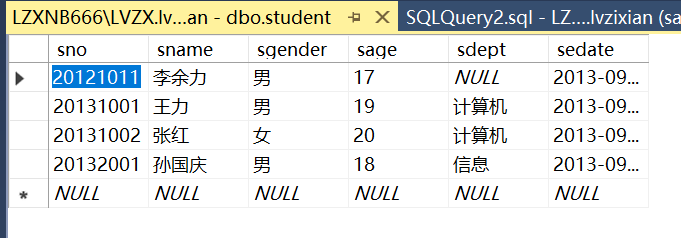 LZXNB666\LVZX.lv...an - dbo.student SQLQuery2.sql - LZ....lvzixian (sa
sno sname sgender sage sdept sedate
20121011 李余力 男 17 NULL 2013-09...
20131001 王力 男 19 计算机 2013-09...
20131002 张红 女 20 计算机 2013-09...
20132001 孙国庆 男 18 信息 2013-09...
NULL NULL NULL NULL NULL NULL